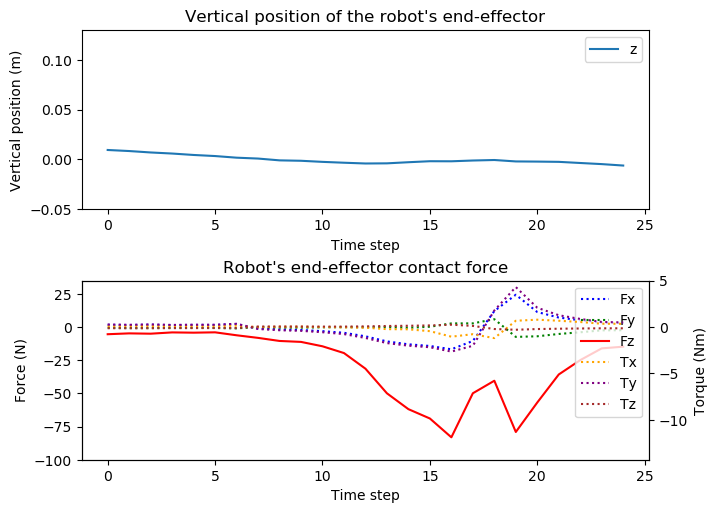 Vertical position of the robot's end-effector
Vertical position (m)
0.10
0.05
0.00
−0.05
z
0 5 10 15 20 25
Time step
Robot's end-effector contact force
Force (N)
25
0
−25
−50
−75
−100
Fx
Fy
Fz
Tx
Ty
Tz
5
0
−5
−10
Torque (Nm)
0 5 10 15 20 25
Time step